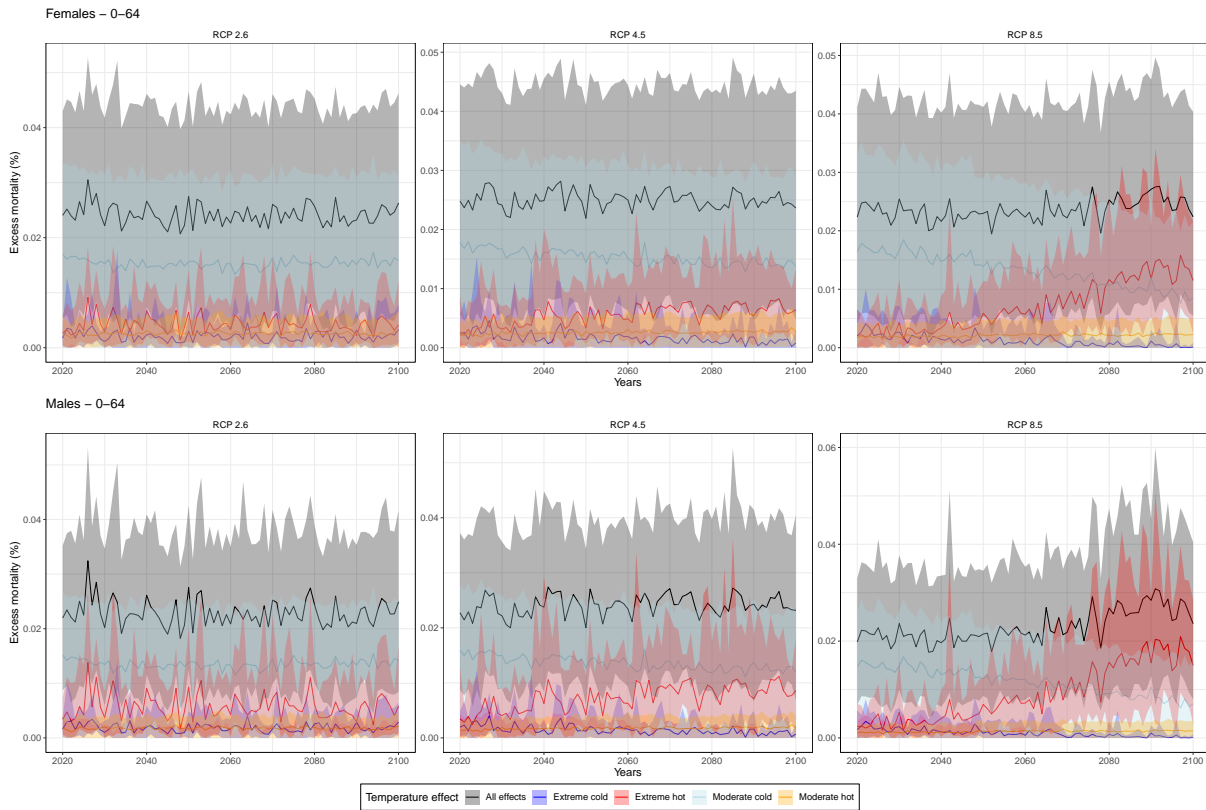 Females – 0–64
RCP 2.6
RCP 4.5
RCP 8.5
Excess mortality (%)
0.04
0.02
0.00
0.05
0.04
0.03
0.02
0.01
0.00
0.05
0.04
0.03
0.02
0.01
0.00
2020 2040 2060 2080 2100
2020 2040 2060 2080 2100
2020 2040 2060 2080 2100
Years
Males – 0–64
RCP 2.6
RCP 4.5
RCP 8.5
Excess mortality (%)
0.04
0.02
0.00
0.04
0.02
0.00
0.06
0.04
0.02
0.00
2020 2040 2060 2080 2100
2020 2040 2060 2080 2100
2020 2040 2060 2080 2100
Years
Temperature effect All effects Extreme cold Extreme hot Moderate cold Moderate hot